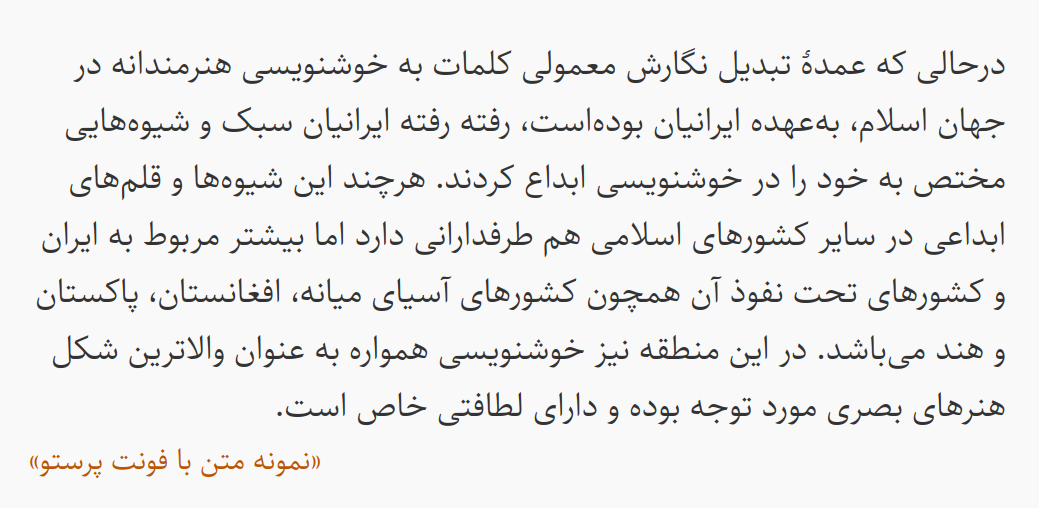 درحالی که عمدهٔ تبدیل نگارش معمولی کلمات به خوشنویسی هنرمندانه در
جهان اسلام، به‌عهده ایرانیان بوده‌است، رفته رفته ایرانیان سبک و شیوه‌هایی
مختص به خود را در خوشنویسی ابداع کردند. هرچند این شیوه‌ها و قلم‌های
ابداعی در سایر کشورهای اسلامی هم طرفدارانی دارد اما بیشتر مربوط به ایران
و کشورهای تحت نفوذ آن همچون کشورهای آسیای میانه، افغانستان، پاکستان
و هند می‌باشد. در این منطقه نیز خوشنویسی همواره به عنوان والاترین شکل
هنرهای بصری مورد توجه بوده و دارای لطافتی خاص است.
«نمونه متن با فونت پرستو»